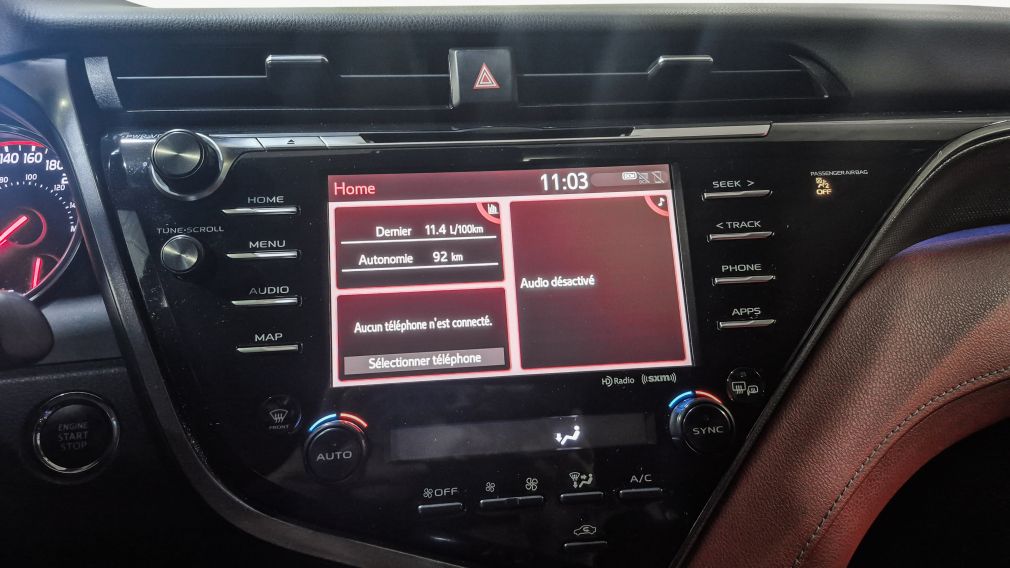 PASSENGER AIRBAG
OFF
140 160 180
80 100 120
Home 11:03
DCM
SEEK >
HOME
TUNE·SCROLL
< TRACK
MENU
Dernier 11.4 L/100km
Autonomie 92 km
PHONE
AUDIO
Audio désactivé
APPS
MAP
Aucun téléphone n'est connecté.
Sélectionner téléphone
HD Radio ((sxm))
FRONT
ENGINE
START
STOP
AUTO
SYNC
OFF
A/C